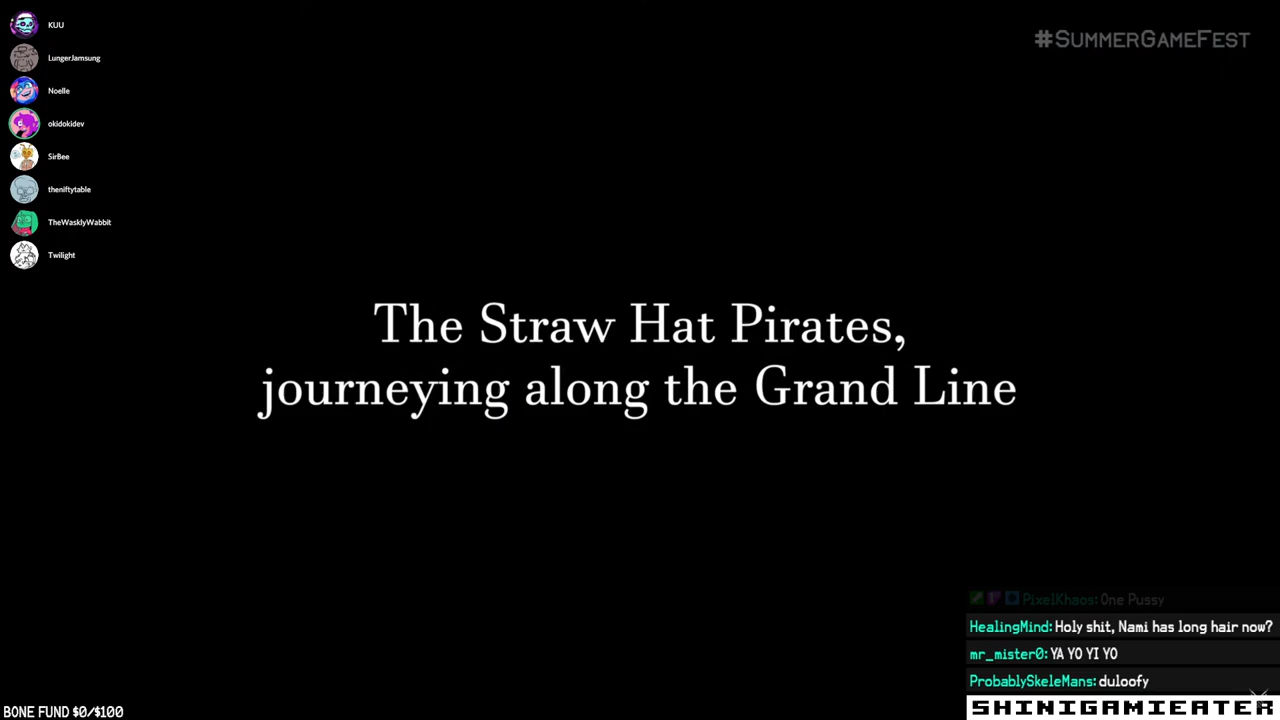 KUU
#SUMMERGAMEFEST
LungerJamsung
Noelle
okidokidev
SirBee
theniftytable
TheWasklyWabbit
Twilight
The Straw Hat Pirates,
journeying along the Grand Line
PixelKhaos: One Pussy
HealingMind: Holy shit, Nami has long hair now?
mr_mister0: YA YO YI YO
ProbablySkeleMans: duloofy
BONE FUND $0/$100
SHINIGAMIEATER